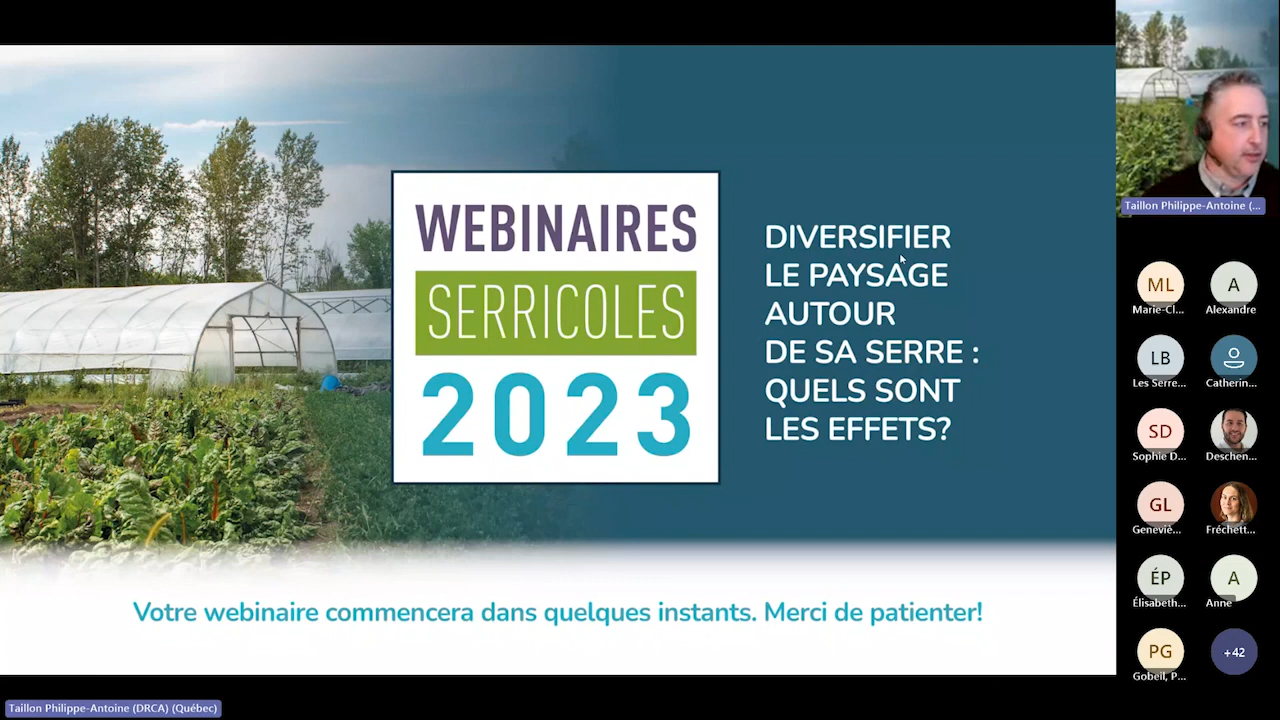 WEBINAIRES
SERRICOLES
2023
DIVERSIFIER
LE PAYSAGE
AUTOUR
DE SA SERRE :
QUELS SONT
LES EFFETS?
Votre webinaire commencera dans quelques instants. Merci de patienter!
Taillon Philippe-Antoine (DRCA) (Québec)
Taillon Philippe-Antoine (...
ML
Marie-Cl...
A
Alexandre
LB
Les Serre...
Catherin...
SD
Sophie D...
Deschen...
GL
Geneviè...
Fréchett...
ÉP
Élisabeth...
A
Anne
PG
Gobeil, P...
+42